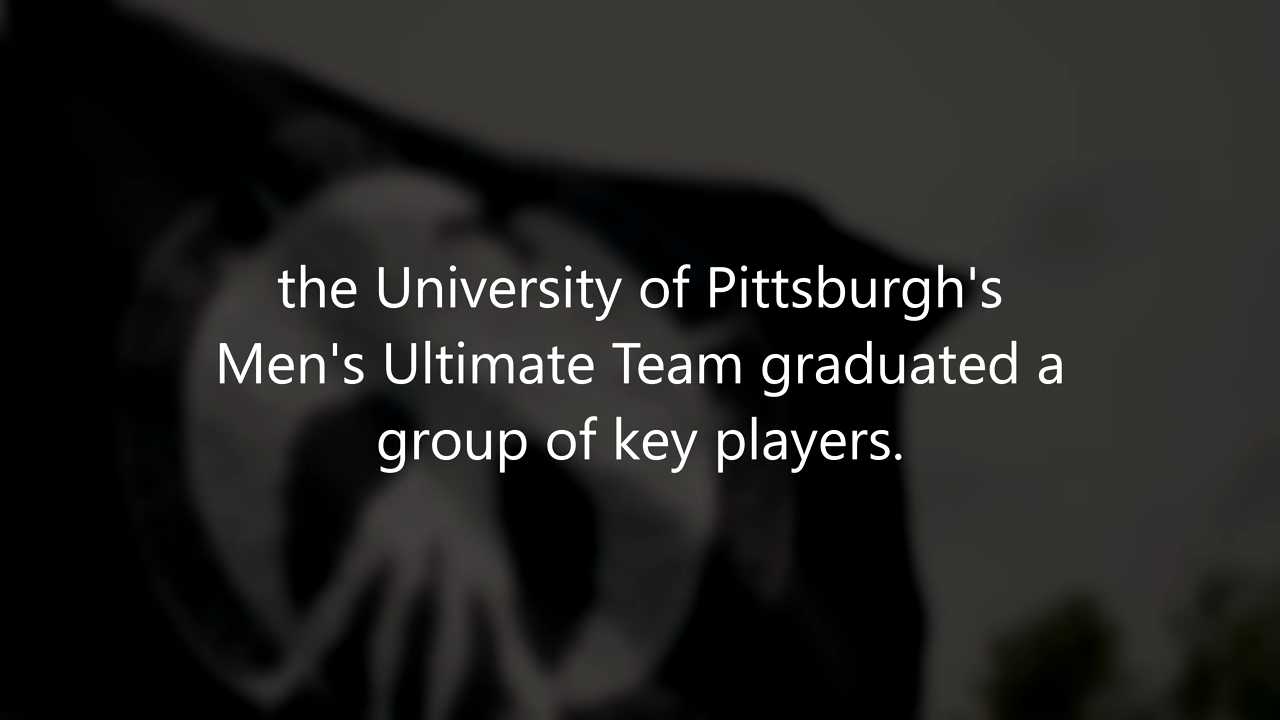 the University of Pittsburgh's
Men's Ultimate Team graduated a
group of key players.